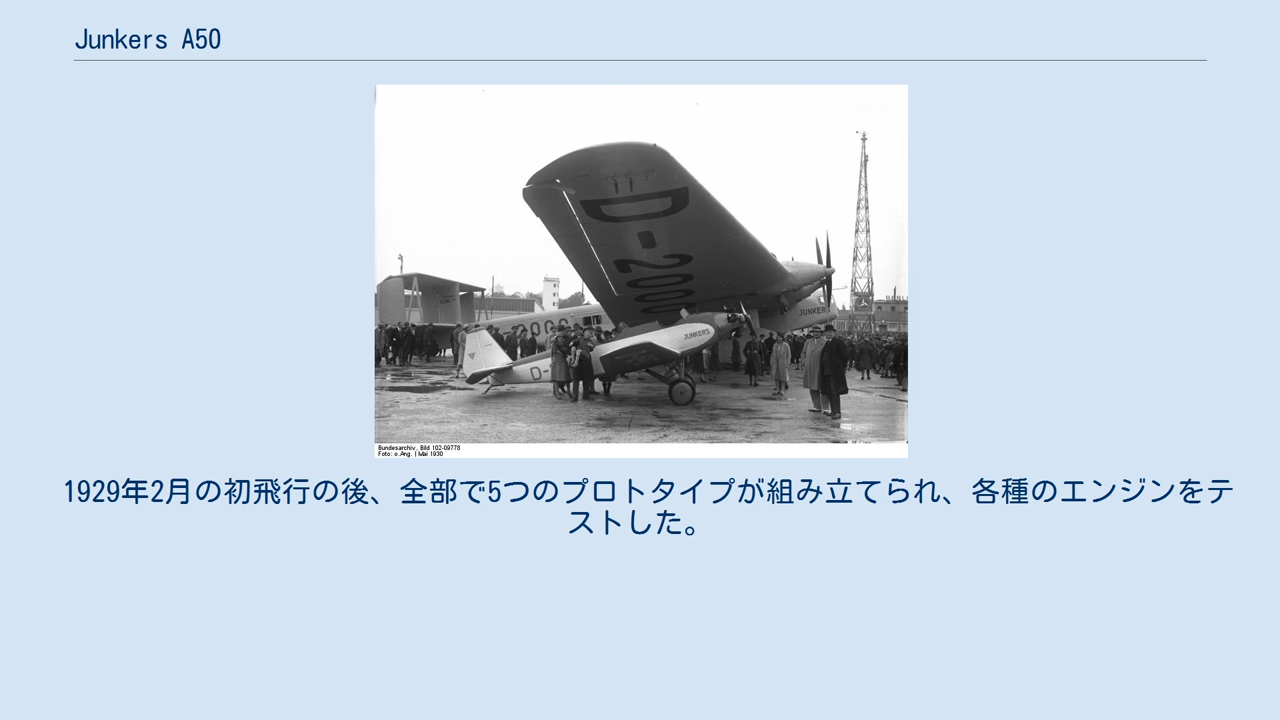 Junkers A50
D-2000
2000
JUNKERS
JUNKERS
D-
Bundesarchiv, Bild 102-09778
Foto: o.Ang. | Mai 1930
1929年2月の初飛行の後、全部で5つのプロトタイプが組み立てられ、各種のエンジンをテ
ストした。